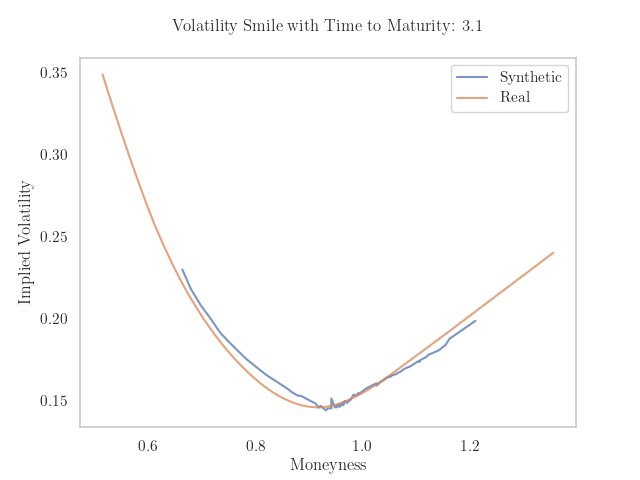 Volatility Smile with Time to Maturity: 3.1
Synthetic
Real
0.35
0.30
0.25
0.20
0.15
Implied Volatility
0.6 0.8 1.0 1.2
Moneyness